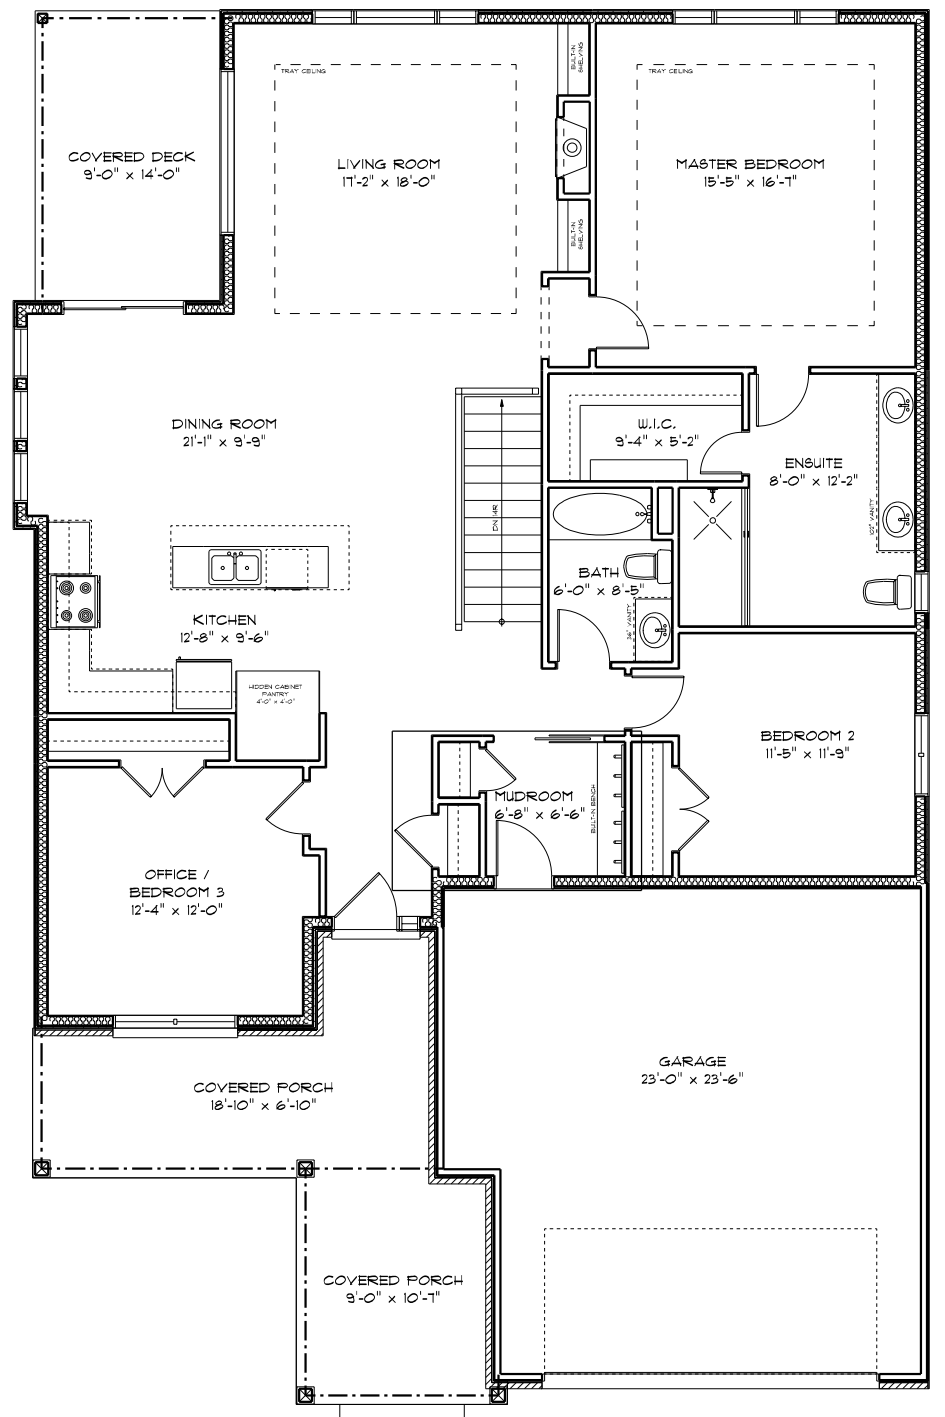 BUILT-IN
SHELVING
TRAY CEILING
TRAY CEILING
COVERED DECK
9'-0" x 14'-0"
LIVING ROOM
17'-2" x 18'-0"
MASTER BEDROOM
15'-5" x 16'-7"
BUILT-IN
SHELVING
DINING ROOM
21'-1" x 9'-9"
W.I.C.
9'-4" x 5'-2"
ENSUITE
8'-0" x 12'-2"
DN 14R
102" VANITY
BATH
6'-0" x 8'-5"
36" VANITY
KITCHEN
12'-8" x 9'-6"
HIDDEN CABINET
PANTRY
4'-0" x 4'-0"
BEDROOM 2
11'-5" x 11'-9"
MUDROOM
6'-8" x 6'-6"
BUILT-IN BENCH
OFFICE /
BEDROOM 3
12'-4" x 12'-0"
GARAGE
23'-0" x 23'-6"
COVERED PORCH
18'-10" x 6'-10"
COVERED PORCH
9'-0" x 10'-7"